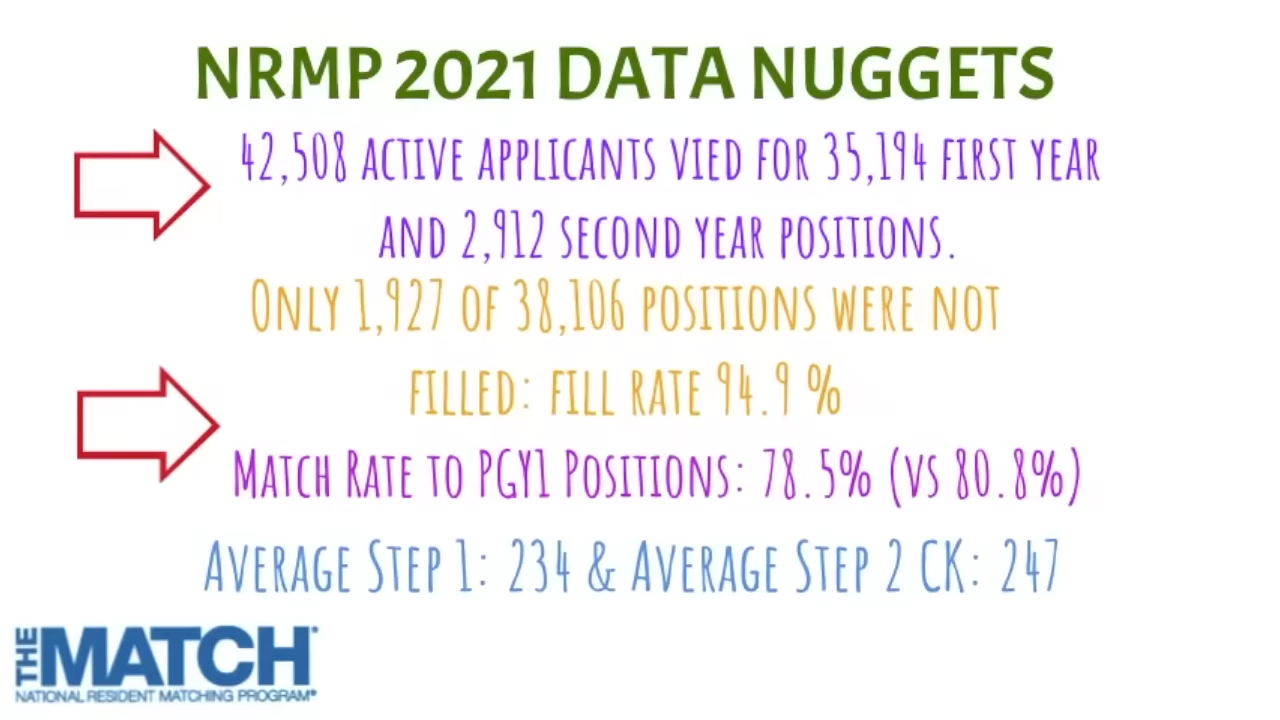 NRMP 2021 DATA NUGGETS
42,508 ACTIVE APPLICANTS VIED FOR 35,194 FIRST YEAR
AND 2,912 SECOND YEAR POSITIONS.
ONLY 1,927 OF 38,106 POSITIONS WERE NOT
FILLED: FILL RATE 94.9 %
MATCH RATE TO PGY1 POSITIONS: 78.5% (VS 80.8%)
AVERAGE STEP 1: 234 & AVERAGE STEP 2 CK: 247
THE MATCH®
NATIONAL RESIDENT MATCHING PROGRAM®